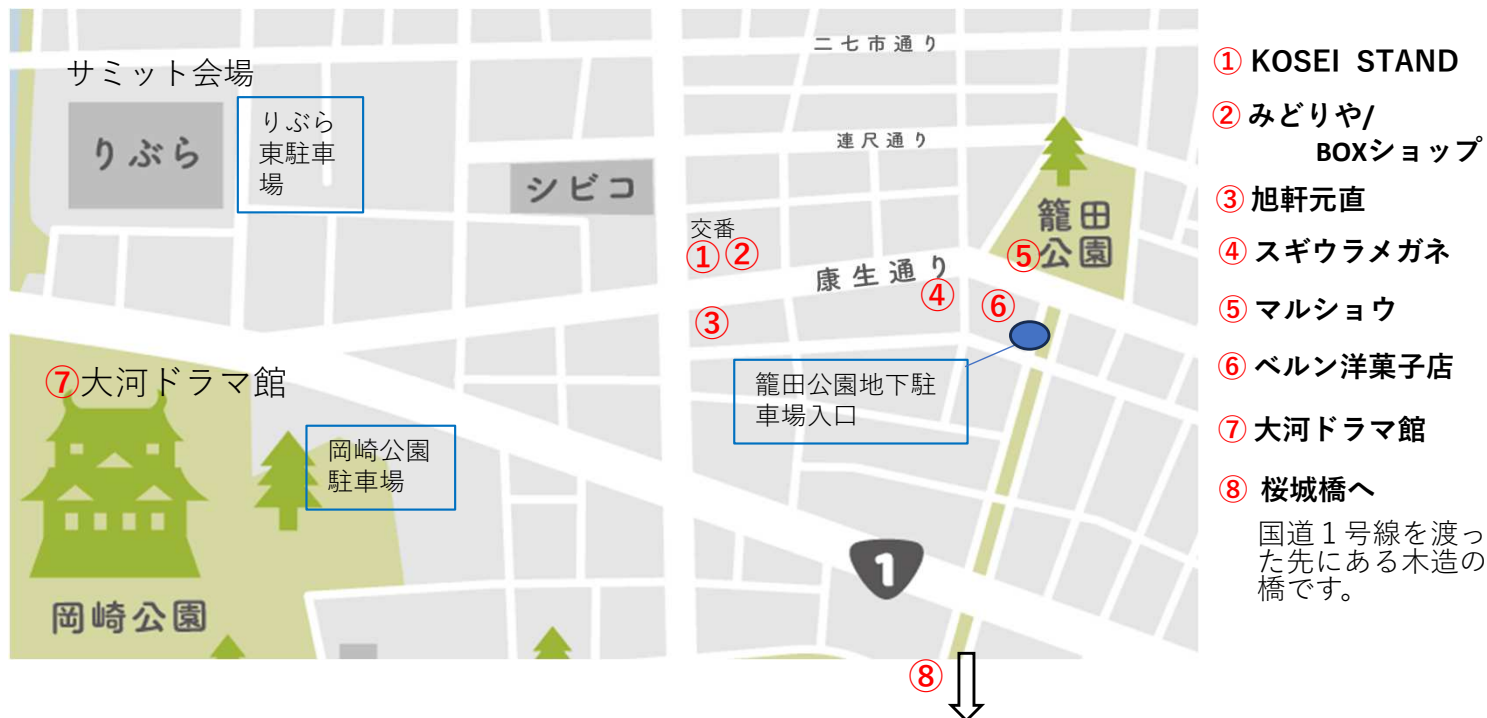 二七市通り
サミット会場
りぶら
りぶら
東駐車
場
連尺通り
シビコ
籠田
公園
交番
①
②
③
④
⑤
⑥
康生通り
籠田公園地下駐
車場入口
⑦大河ドラマ館
岡崎公園
駐車場
岡崎公園
1
⑧
① KOSEI STAND
② みどりや/
BOXショップ
③ 旭軒元直
④ スギウラメガネ
⑤ マルショウ
⑥ ベルン洋菓子店
⑦ 大河ドラマ館
⑧ 桜城橋へ
国道１号線を渡っ
た先にある木造の
橋です。